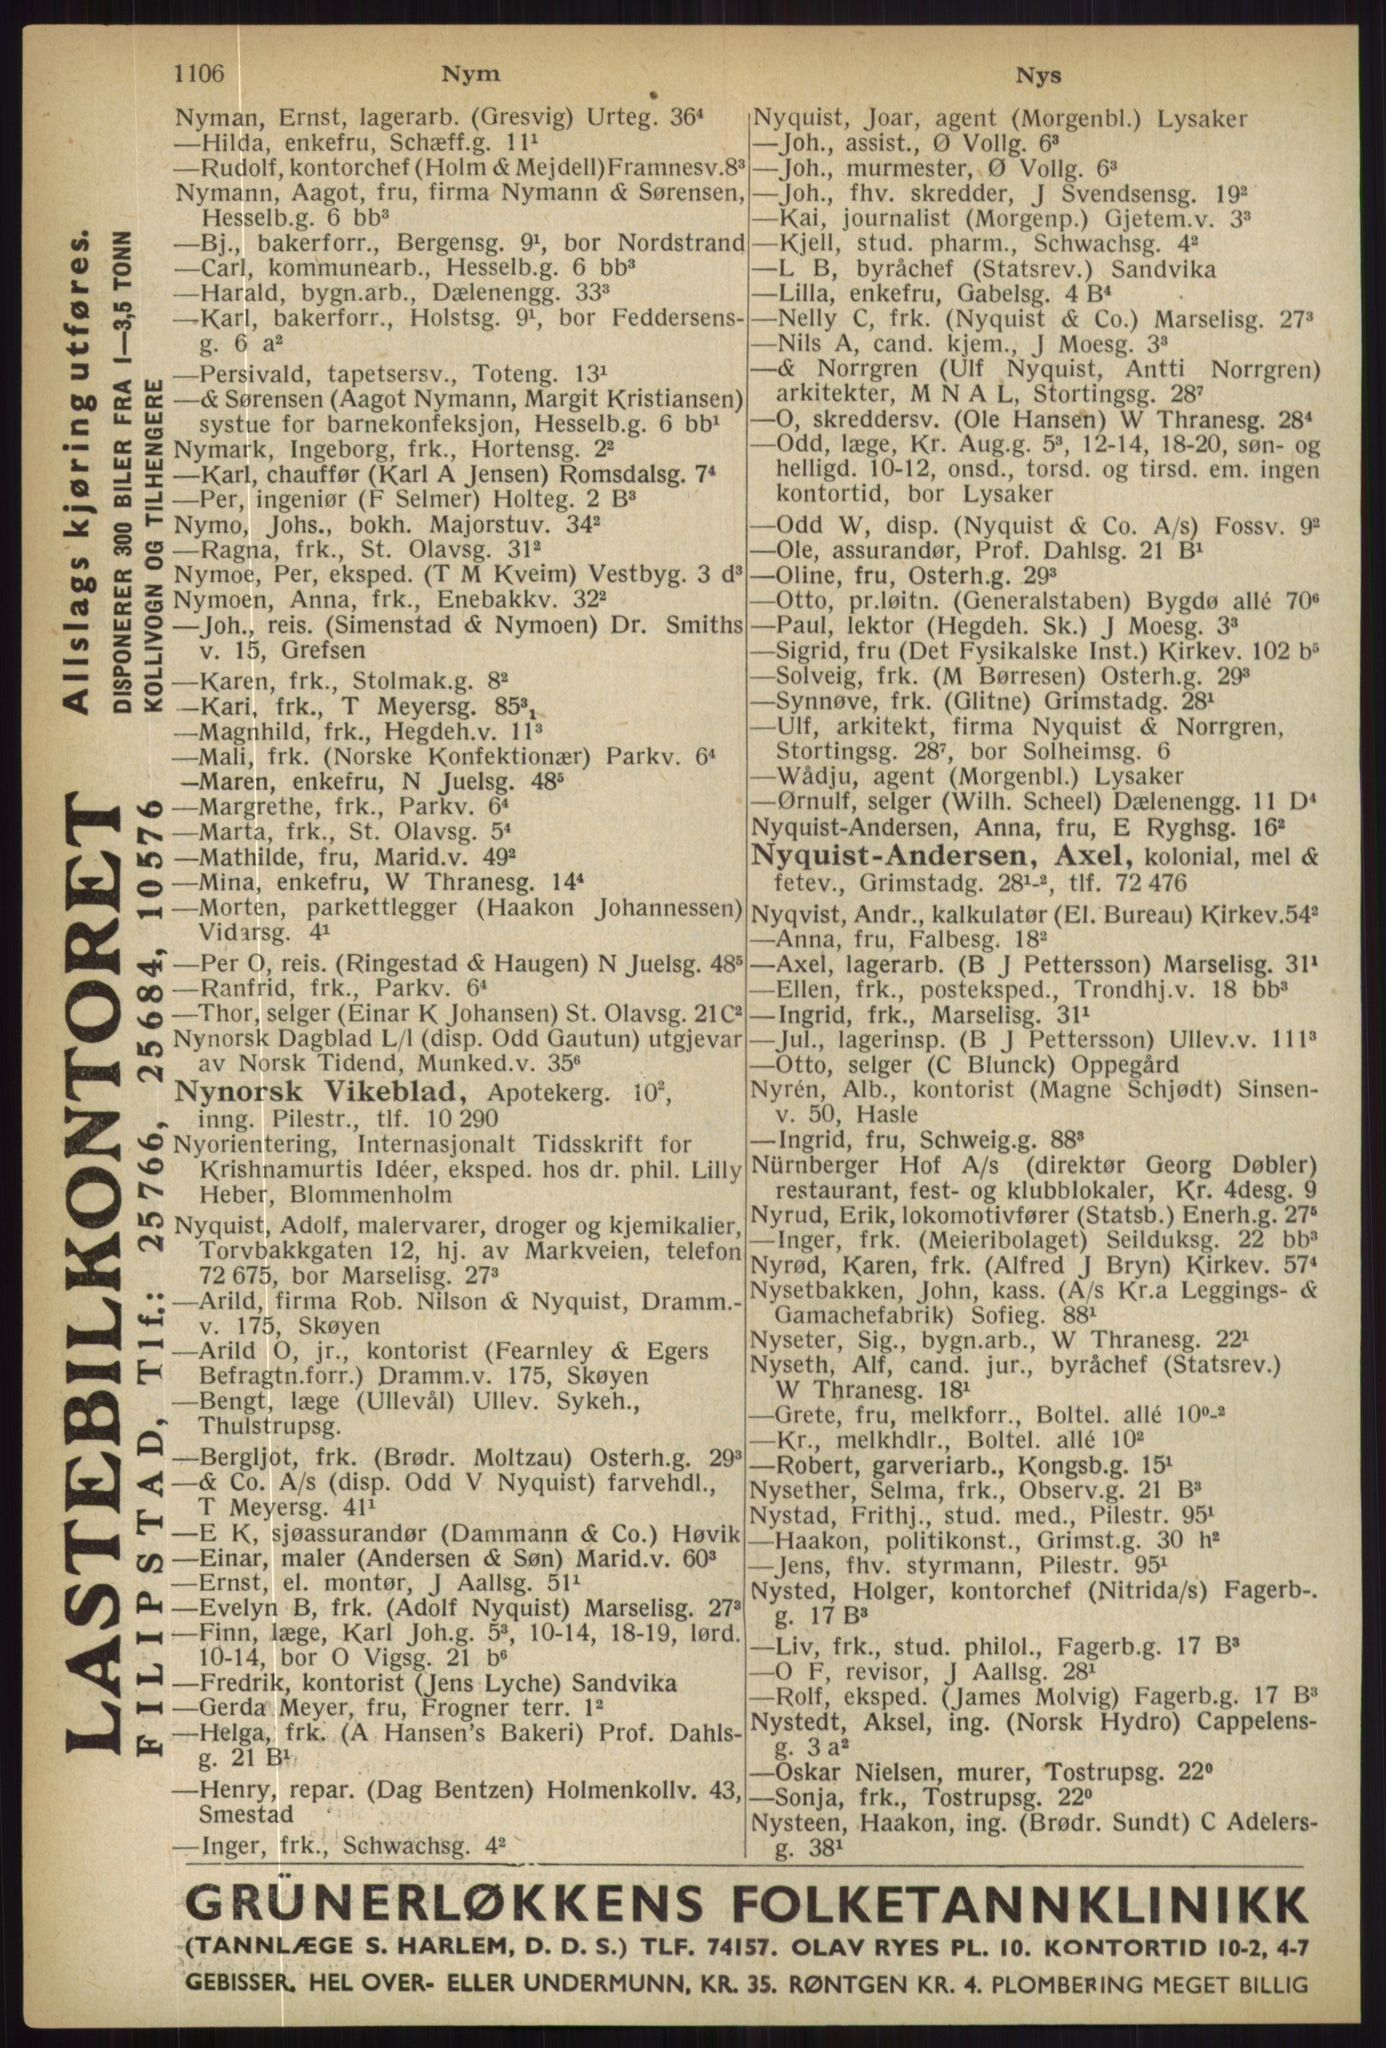 1106
Nym
Nys
Nyman, Ernst, lagerarb. (Gresvig) Urteg. 36⁴
—Hilda, enkefru, Schæff.g. 11¹
—Rudolf, kontorchef (Holm & Mejdell) Framnesv. 8³
Nymann, Aagot, fru, firma Nymann & Sørensen,
Hesselb.g. 6 bb³
—Bj., bakerforr., Bergensg. 9¹, bor Nordstrand
—Carl, kommunearb., Hesselb.g. 6 bb³
—Harald, bygn.arb., Dælenengg. 33³
—Karl, bakerforr., Holstsg. 9¹, bor Feddersens-
g. 6 a²
—Persivald, tapetsersv., Toteng. 13¹
—& Sørensen (Aagot Nymann, Margit Kristiansen)
systue for barnekonfeksjon, Hesselb.g. 6 bb¹
Nymark, Ingeborg, frk., Hortensg. 2²
—Karl, chauffør (Karl A Jensen) Romsdalsg. 7⁴
—Per, ingeniør (F Selmer) Holteg. 2 B³
Nymo, Johs., bokh. Majorstuv. 34²
—Ragna, frk., St. Olavsg. 31²
Nymoe, Per, eksped. (T M Kveim) Vestbyg. 3 d³
Nymoen, Anna, frk., Enebakkv. 32²
—Joh., reis. (Simenstad & Nymoen) Dr. Smiths
v. 15, Grefsen
—Karen, frk., Stolmak.g. 8²
—Kari, frk., T Meyersg. 85³
—Magnhild, frk., Hegdeh.v. 11³
—Mali, frk. (Norske Konfektionær) Parkv. 6⁴
—Maren, enkefru, N Juelsg. 48⁵
—Margrethe, frk., Parkv. 6⁴
—Marta, frk., St. Olavsg. 5⁴
—Mathilde, fru, Marid.v. 49²
—Mina, enkefru, W Thranesg. 14⁴
—Morten, parkettlegger (Haakon Johannessen)
Vidarsg. 4¹
—Per O, reis. (Ringestad & Haugen) N Juelsg. 48⁵
—Ranfrid, frk., Parkv. 6⁴
—Thor, selger (Einar K Johansen) St. Olavsg. 21 C²
Nynorsk Dagblad L/l (disp. Odd Gautun) utgjevar
av Norsk Tidend, Munked.v. 35⁶
Nynorsk Vikeblad, Apotekerg. 10²,
inng. Pilestr., tlf. 10 290
Nyorientering, Internasjonalt Tidsskrift for
Krishnamurtis Idéer, eksped. hos dr. phil. Lilly
Heber, Blommenholm
Nyquist, Adolf, malervarer, droger og kjemikalier,
Torvbakkgaten 12, hj. av Markveien, telefon
72 675, bor Marselisg. 27³
—Arild, firma Rob. Nilson & Nyquist, Dramm.-
v. 175, Skøyen
—Arild O, jr., kontorist (Fearnley & Egers
Befragtn.forr.) Dramm.v. 175, Skøyen
—Bengt, læge (Ullevål) Ullev. Sykeh.,
Thulstrupsg.
—Bergljot, frk. (Brødr. Moltzau) Osterh.g. 29³
—& Co. A/s (disp. Odd V Nyquist) farvehdl.,
T Meyersg. 41¹
—E K, sjøassurandør (Dammann & Co.) Høvik
—Einar, maler (Andersen & Søn) Marid.v. 60³
—Ernst, el. montør, J Aallsg. 51¹
—Evelyn B, frk. (Adolf Nyquist) Marselisg. 27³
—Finn, læge, Karl Joh.g. 5³, 10-14, 18-19, lørd.
10-14, bor O Vigsg. 21 b⁶
—Fredrik, kontorist (Jens Lyche) Sandvika
—Gerda Meyer, fru, Frogner terr. 1²
—Helga, frk. (A Hansen's Bakeri) Prof. Dahls-
g. 21 B¹
—Henry, repar. (Dag Bentzen) Holmenkollv. 43,
Smestad
—Inger, frk., Schwachsg. 4²
Nyquist, Joar, agent (Morgenbl.) Lysaker
—Joh., assist., Ø Vollg. 6³
—Joh., murmester, Ø Vollg. 6³
—Joh., fhv. skredder, J Svendsensg. 19²
—Kai, journalist (Morgenp.) Gjetem.v. 3³
—Kjell, stud. pharm., Schwachsg. 4²
—L B, byråchef (Statsrev.) Sandvika
—Lilla, enkefru, Gabelsg. 4 B⁴
—Nelly C, frk. (Nyquist & Co.) Marselisg. 27³
—Nils A, cand. kjem., J Moesg. 3³
—& Norrgren (Ulf Nyquist, Antti Norrgren)
arkitekter, M N A L, Stortingsg. 28⁷
—O, skreddersv. (Ole Hansen) W Thranesg. 28⁴
—Odd, læge, Kr. Aug.g. 5³, 12-14, 18-20, søn- og
helligd. 10-12, onsd., torsd. og tirsd. em. ingen
kontortid, bor Lysaker
—Odd W, disp. (Nyquist & Co. A/s) Fossv. 9²
—Ole, assurandør, Prof. Dahlsg. 21 B¹
—Oline, fru, Osterh.g. 29³
—Otto, pr.løitn. (Generalstaben) Bygdø allé 70⁶
—Paul, lektor (Hegdeh. Sk.) J Moesg. 3³
—Sigrid, fru (Det Fysikalske Inst.) Kirkev. 102 b⁵
—Solveig, frk. (M Børresen) Osterh.g. 29³
—Synnøve, frk. (Glitne) Grimstadg. 28¹
—Ulf, arkitekt, firma Nyquist & Norrgren,
Stortingsg. 28⁷, bor Solheimsg. 6
—Wådju, agent (Morgenbl.) Lysaker
—Ørnulf, selger (Wilh. Scheel) Dælenengg. 11 D⁴
Nyquist-Andersen, Anna, fru, E Ryghsg. 16²
Nyquist-Andersen, Axel, kolonial, mel &
fetev., Grimstadg. 28¹-², tlf. 72 476
Nyqvist, Andr., kalkulatør (El. Bureau) Kirkev. 54²
—Anna, fru, Falbesg. 18²
—Axel, lagerarb. (B J Pettersson) Marselisg. 31¹
—Ellen, frk., posteksped., Trondhj.v. 18 bb³
—Ingrid, frk., Marselisg. 31¹
—Jul., lagerinsp. (B J Pettersson) Ullev.v. 111³
—Otto, selger (C Blunck) Oppegård
Nyrén, Alb., kontorist (Magne Schjødt) Sinsen-
v. 50, Hasle
—Ingrid, fru, Schweig.g. 88³
Nürnberger Hof A/s (direktør Georg Døbler)
restaurant, fest- og klubblokaler, Kr. 4desg. 9
Nyrud, Erik, lokomotivfører (Statsb.) Enerh.g. 27⁵
—Inger, frk. (Meieribolaget) Seilduksg. 22 bb³
Nyrød, Karen, frk. (Alfred J Bryn) Kirkev. 57⁴
Nysetbakken, John, kass. (A/s Kr.a Leggings- &
Gamachefabrik) Sofieg. 88¹
Nyseter, Sig., bygn.arb., W Thranesg. 22¹
Nyseth, Alf, cand. jur., byråchef (Statsrev.)
W Thranesg. 18¹
—Grete, fru, melkforr., Boltel. allé 10⁰-²
—Kr., melkhdlr., Boltel. allé 10²
—Robert, garveriarb., Kongsb.g. 15¹
Nysether, Selma, frk., Observ.g. 21 B³
Nystad, Frithj., stud. med., Pilestr. 95¹
—Haakon, politikonst., Grimst.g. 30 h²
—Jens, fhv. styrmann, Pilestr. 95¹
Nysted, Holger, kontorchef (Nitrida/s) Fagerb-.
g. 17 B³
—Liv, frk., stud. philol., Fagerb.g. 17 B³
—O F, revisor, J Aallsg. 28¹
—Rolf, eksped. (James Molvig) Fagerb.g. 17 B³
Nystedt, Aksel, ing. (Norsk Hydro) Cappelens-
g. 3 a²
—Oskar Nielsen, murer, Tostrupsg. 22⁰
—Sonja, frk., Tostrupsg. 22⁰
Nysteen, Haakon, ing. (Brødr. Sundt) C Adelers-
g. 38¹
LASTEBILKONTORET
FILIPSTAD, Tlf.: 25766, 25684, 10576
Allslags kjøring utføres.
DISPONERER 300 BILER FRA 1—3,5 TONN
KOLLIVOGN OG TILHENGERE
GRÜNERLØKKENS FOLKETANNKLINIKK
(TANNLÆGE S. HARLEM, D. D. S.) TLF. 74157. OLAV RYES PL. 10. KONTORTID 10-2, 4-7
GEBISSER, HEL OVER- ELLER UNDERMUNN, KR. 35. RØNTGEN KR. 4. PLOMBERING MEGET BILLIG